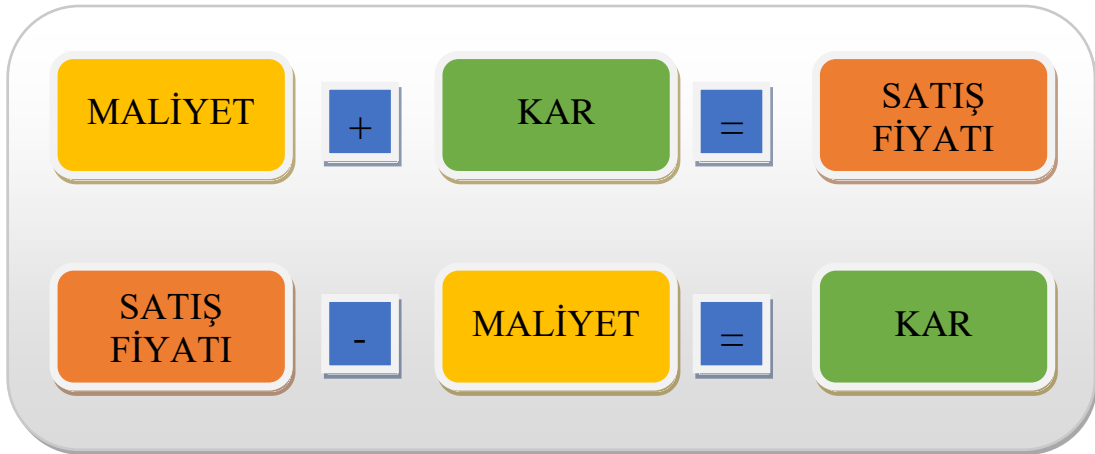 MALİYET + KAR = SATIŞ
FİYATI
SATIŞ
FİYATI - MALİYET = KAR